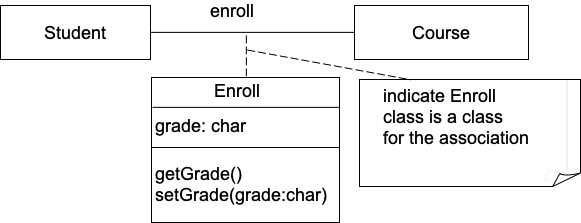 enroll
Student
Course
Enroll
grade: char
getGrade()
setGrade(grade:char)
indicate Enroll
class is a class
for the association